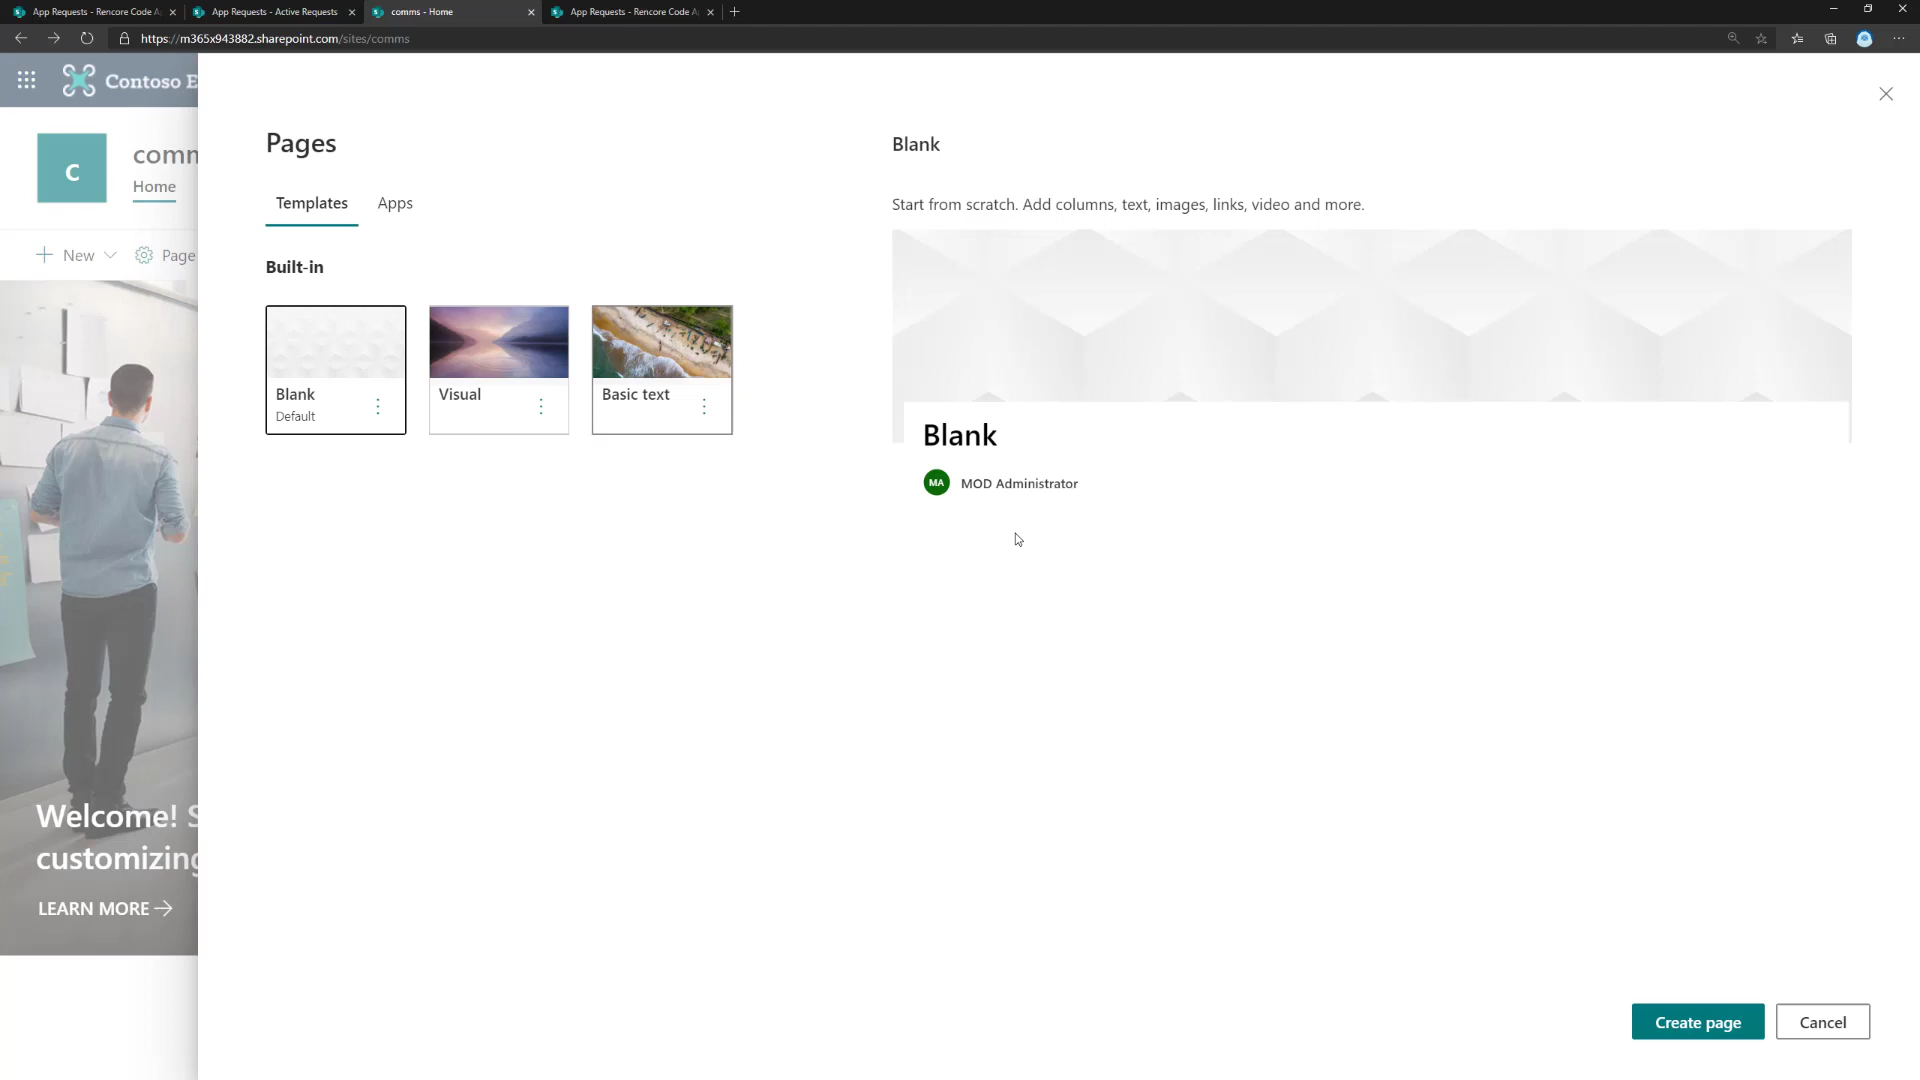 App Requests - Rencore Code A
App Requests - Active Requests
comms - Home
App Requests - Rencore Code A
https://m365x943882.sharepoint.com/sites/comms
Contoso E
C
comm
Home
New
Page
Welcome! S
customizing
LEARN MORE
Pages
Templates
Apps
Built-in
Blank
Default
Visual
Basic text
Blank
Start from scratch. Add columns, text, images, links, video and more.
Blank
MA
MOD Administrator
Create page
Cancel